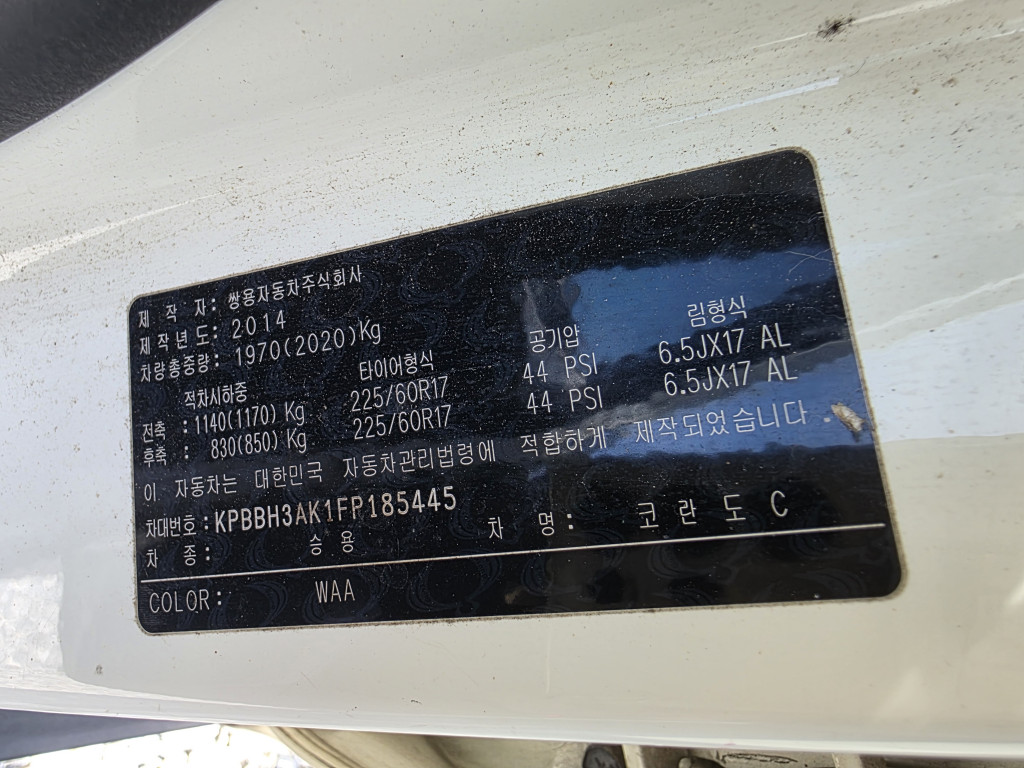 제 작 자: 쌍용자동차주식회사
제작년도: 2014
차량총중량: 1970(2020)Kg
적차시하중 타이어형식 공기압 림형식
전축 : 1140(1170) Kg 225/60R17 44 PSI 6.5JX17 AL
후축 : 830(850) Kg 225/60R17 44 PSI 6.5JX17 AL
이 자동차는 대한민국 자동차관리법령에 적합하게 제작되었습니다.
차대번호: KPBBH3AK1FP185445
차 종: 승용 차 명: 코란도 C
COLOR: WAA